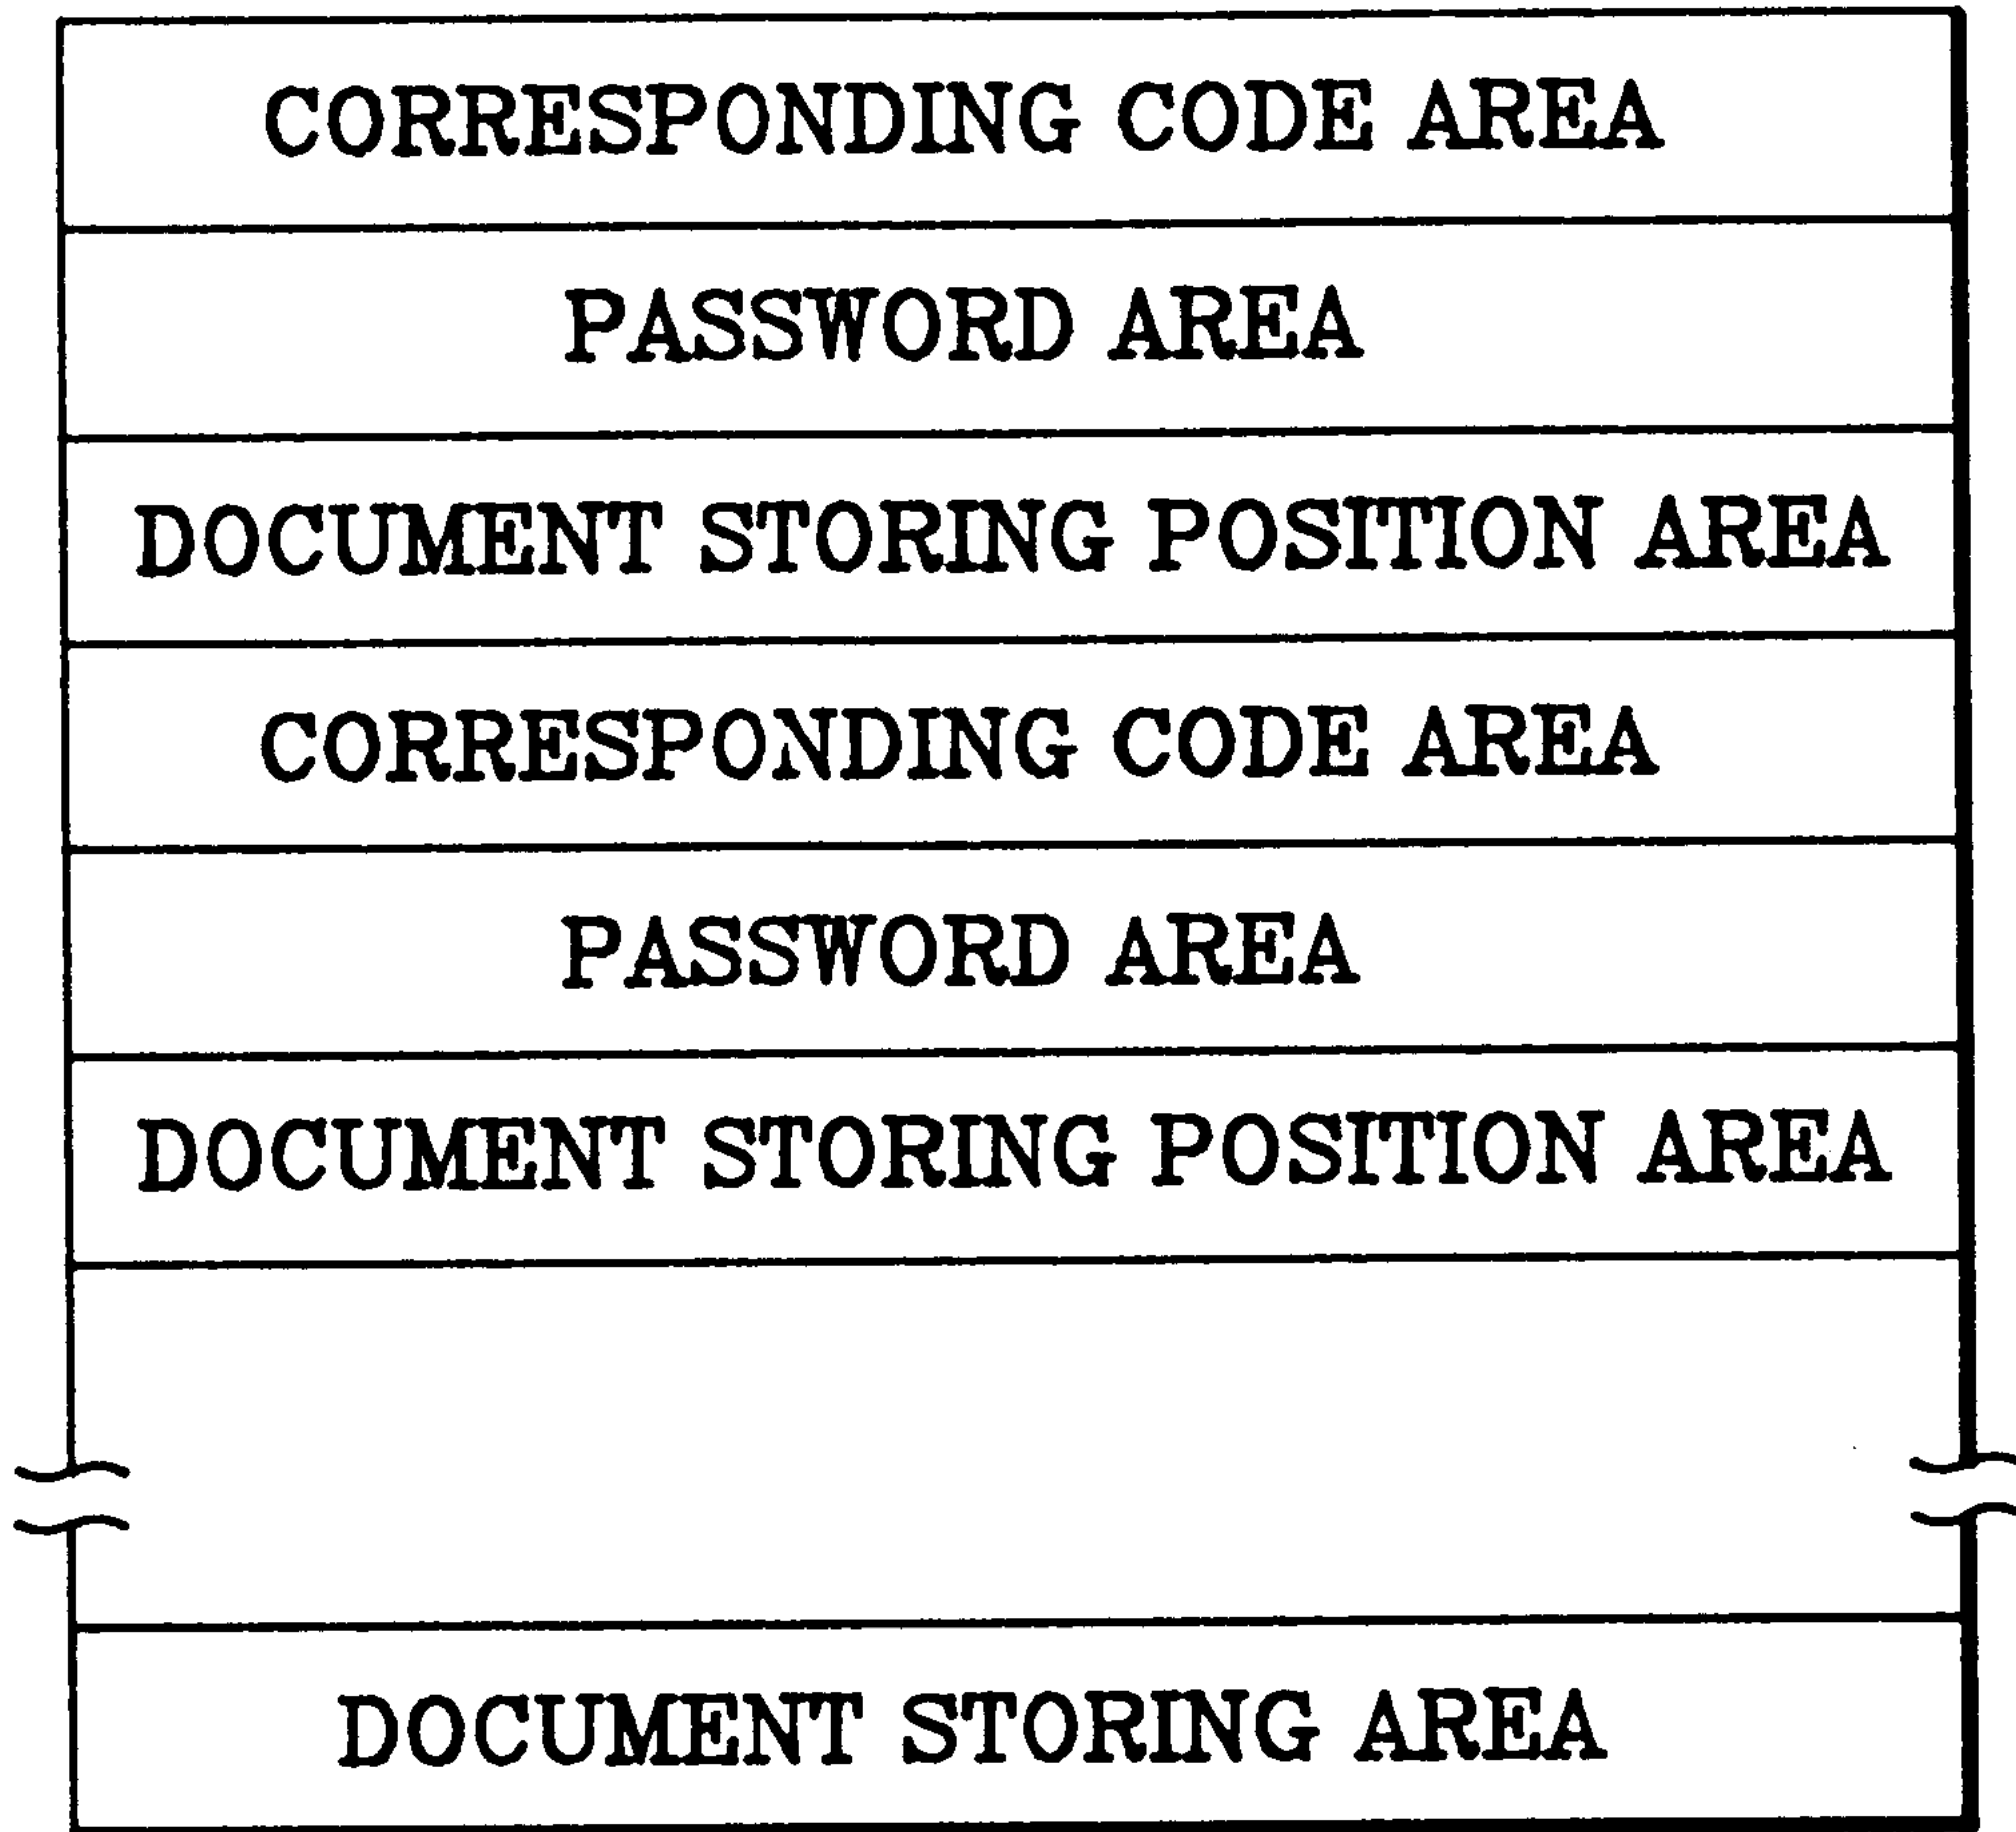 CORRESPONDING CODE AREA
PASSWORD AREA
DOCUMENT STORING POSITION AREA
CORRESPONDING CODE AREA
PASSWORD AREA
DOCUMENT STORING POSITION AREA
DOCUMENT STORING AREA